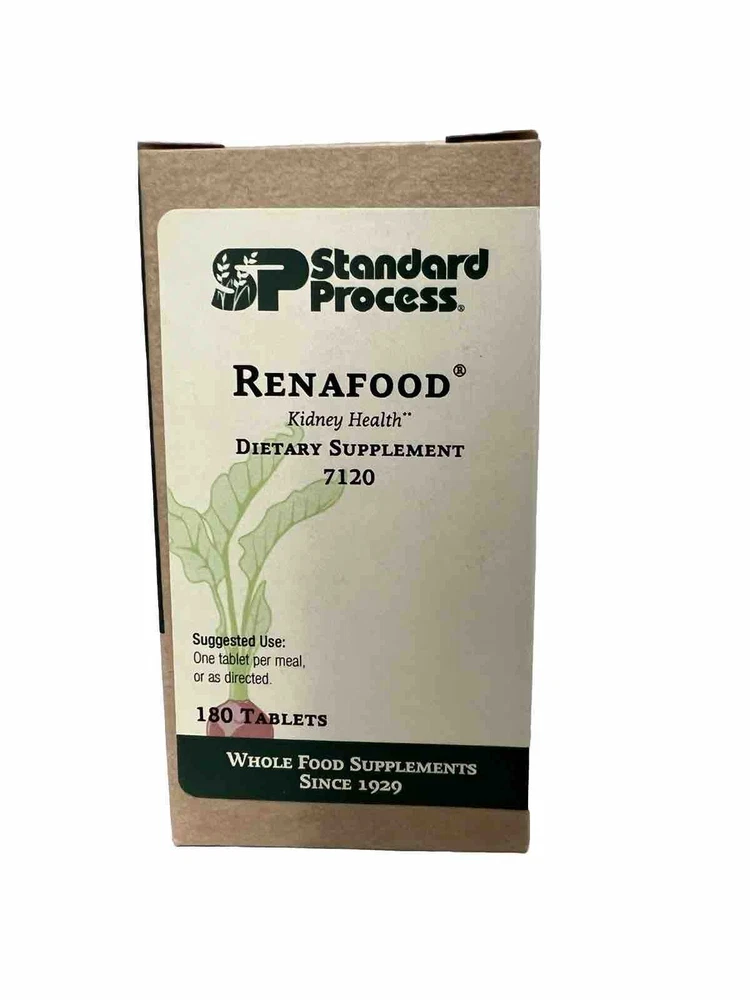 SP Standard
Process®
RENAFOOD®
Kidney Health¨
DIETARY SUPPLEMENT
7120
Suggested Use:
One tablet per meal,
or as directed.
180 TABLETS
WHOLE FOOD SUPPLEMENTS
SINCE 1929